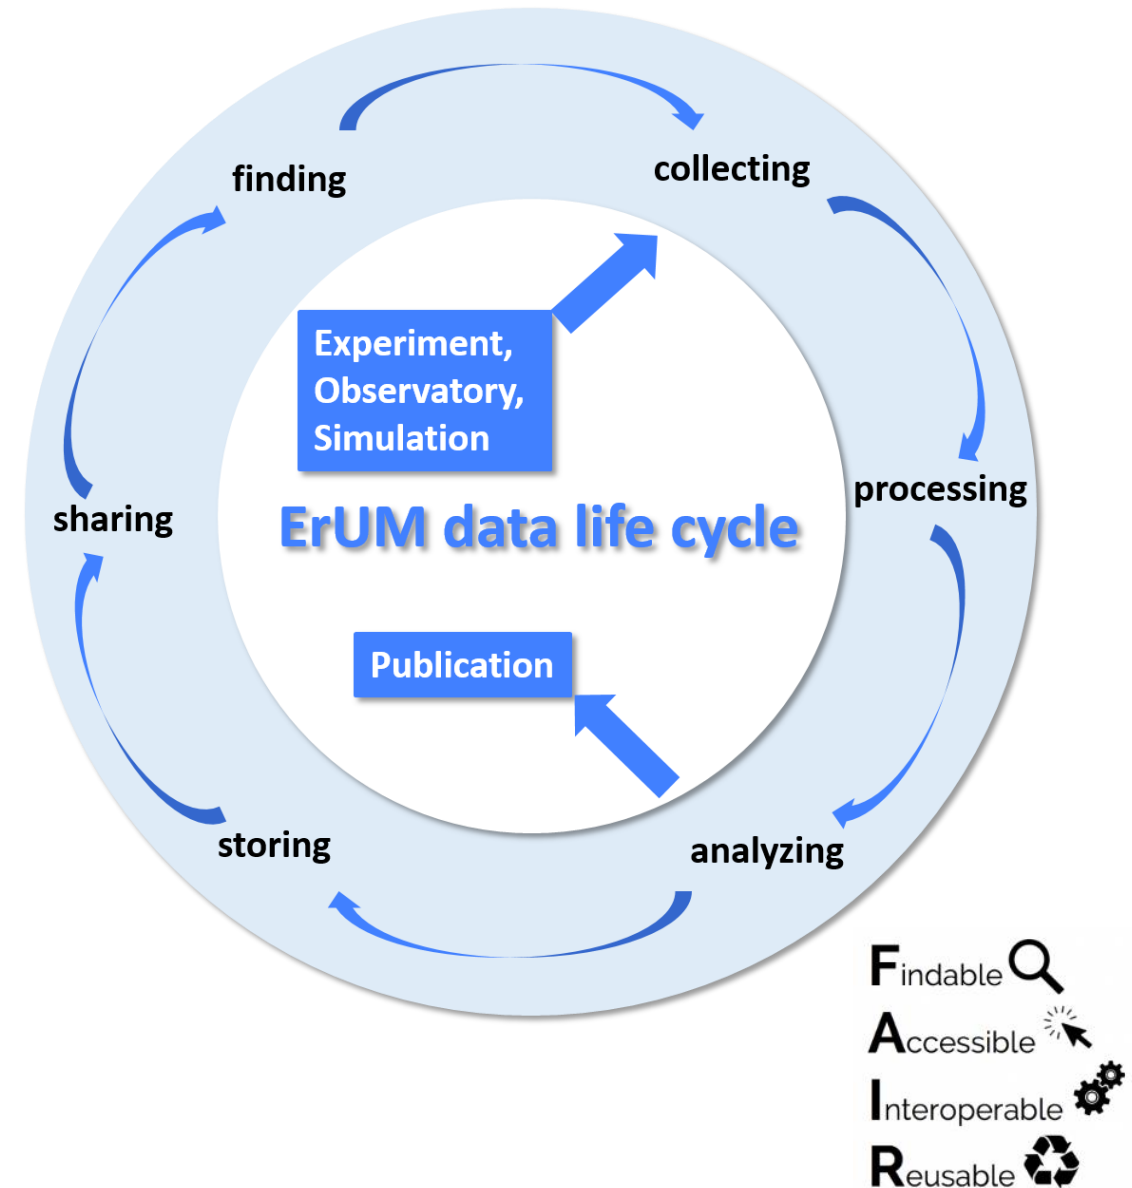 finding
collecting
Experiment,
Observatory,
Simulation
processing
sharing
ErUM data life cycle
Publication
storing
analyzing
Findable
Accessible
Interoperable
Reusable